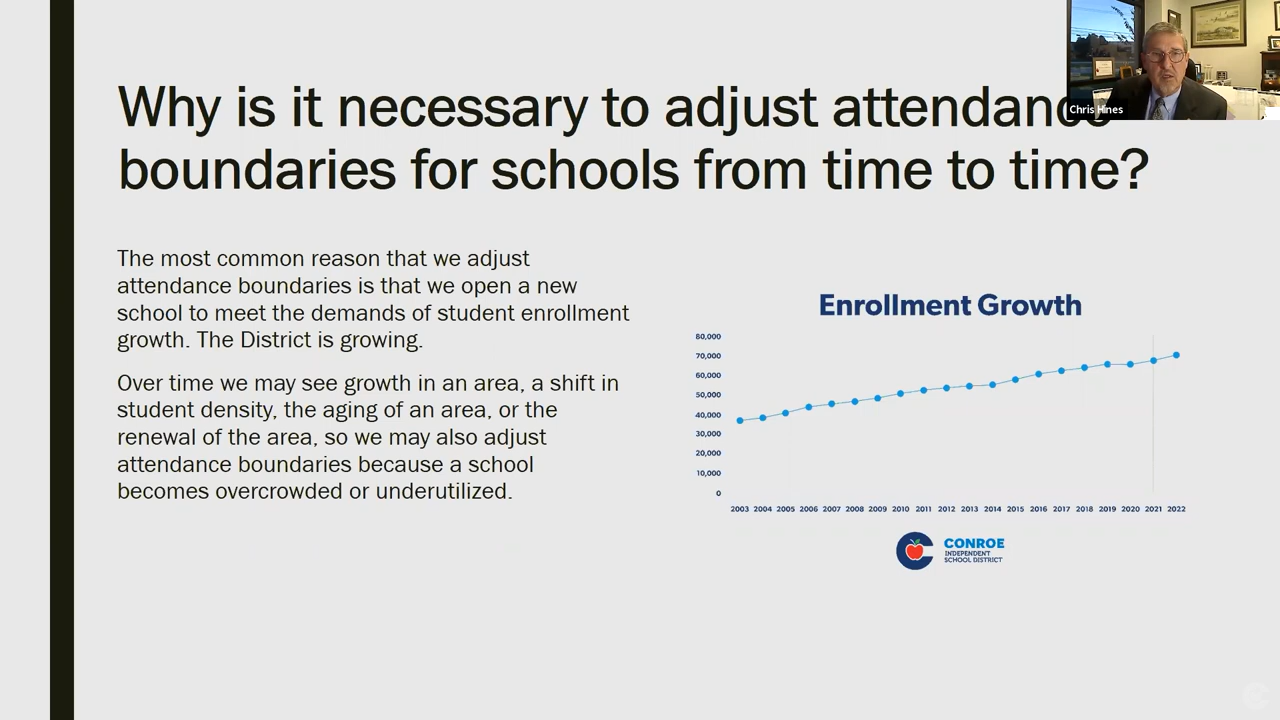 Why is it necessary to adjust attendance
boundaries for schools from time to time?
Chris Hines
The most common reason that we adjust
attendance boundaries is that we open a new
school to meet the demands of student enrollment
growth. The District is growing.
Over time we may see growth in an area, a shift in
student density, the aging of an area, or the
renewal of the area, so we may also adjust
attendance boundaries because a school
becomes overcrowded or underutilized.
Enrollment Growth
80,000
70,000
60,000
50,000
40,000
30,000
20,000
10,000
0
2003 2004 2005 2006 2007 2008 2009 2010 2011 2012 2013 2014 2015 2016 2017 2018 2019 2020 2021 2022
CONROE
INDEPENDENT
SCHOOL DISTRICT